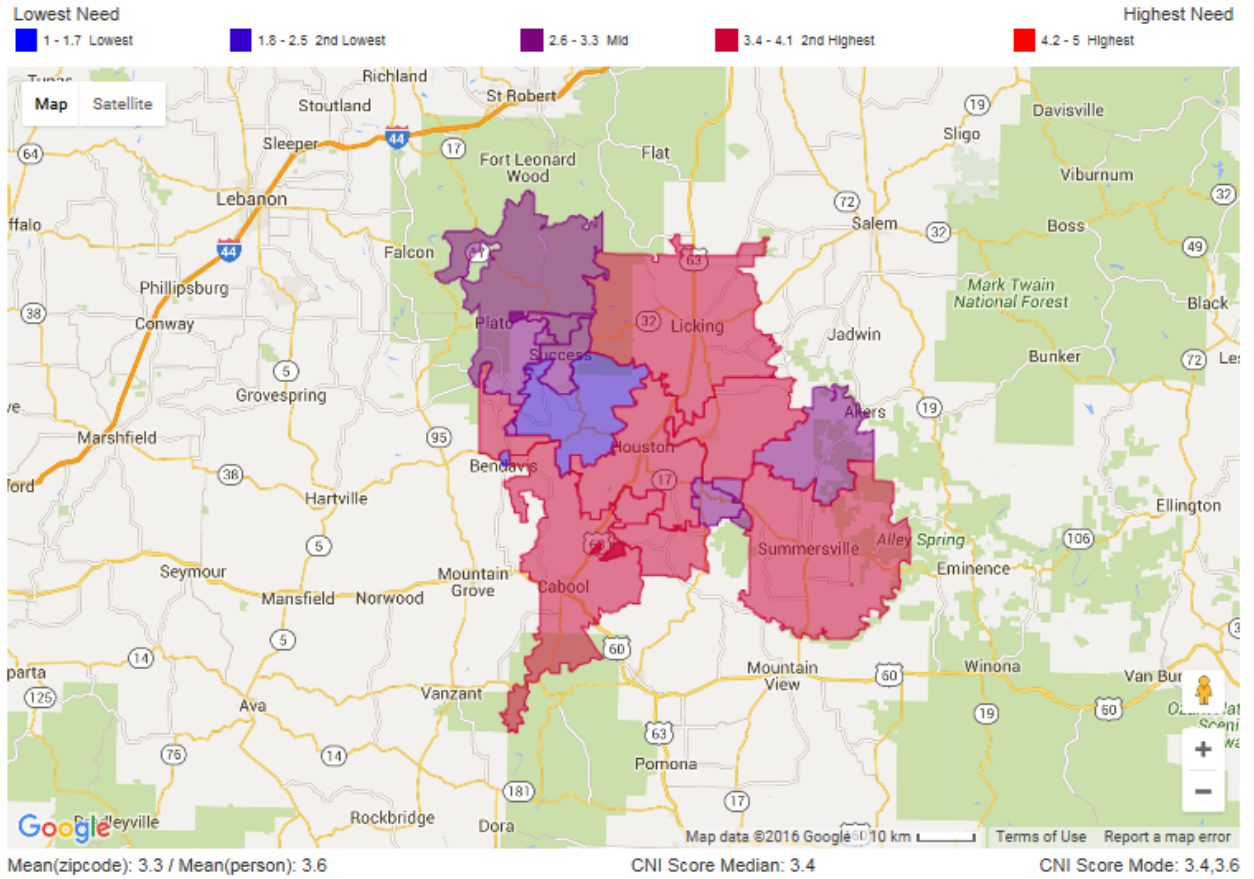 Lowest Need
Highest Need
1 - 1.7 Lowest
1.8 - 2.5 2nd Lowest
2.6 - 3.3 Mid
3.4 - 4.1 2nd Highest
4.2 - 5 Highest
Map
Satellite
Richland
Stoutland
St Robert
Sleeper
44
17
19
Davisville
Sligo
64
Fort Leonard
Wood
Flat
Viburnum
Lebanon
72
32
ffalo
Salem
32
Boss
44
Falcon
49
63
Phillipsburg
Mark Twain
National Forest
Black
38
Conway
Plato
32
Licking
Jadwin
Success
Bunker
72
Les
5
Grovespring
ve
Akers
19
Marshfield
95
Houston
Bendavis
38
17
ford
Hartville
Ellington
5
106
Summersville
Alley Spring
Seymour
Mountain
Grove
Cabool
Eminence
Mansfield
Norwood
5
60
14
Mountain
View
Winona
parta
60
Van Bur
125
Vanzant
Ava
60
19
63
76
14
Pomona
181
17
Rockbridge
Dora
Google
Map data ©2016 Google
10 km
Terms of Use
Report a map error
Mean(zipcode): 3.3 / Mean(person): 3.6
CNI Score Median: 3.4
CNI Score Mode: 3.4,3.6